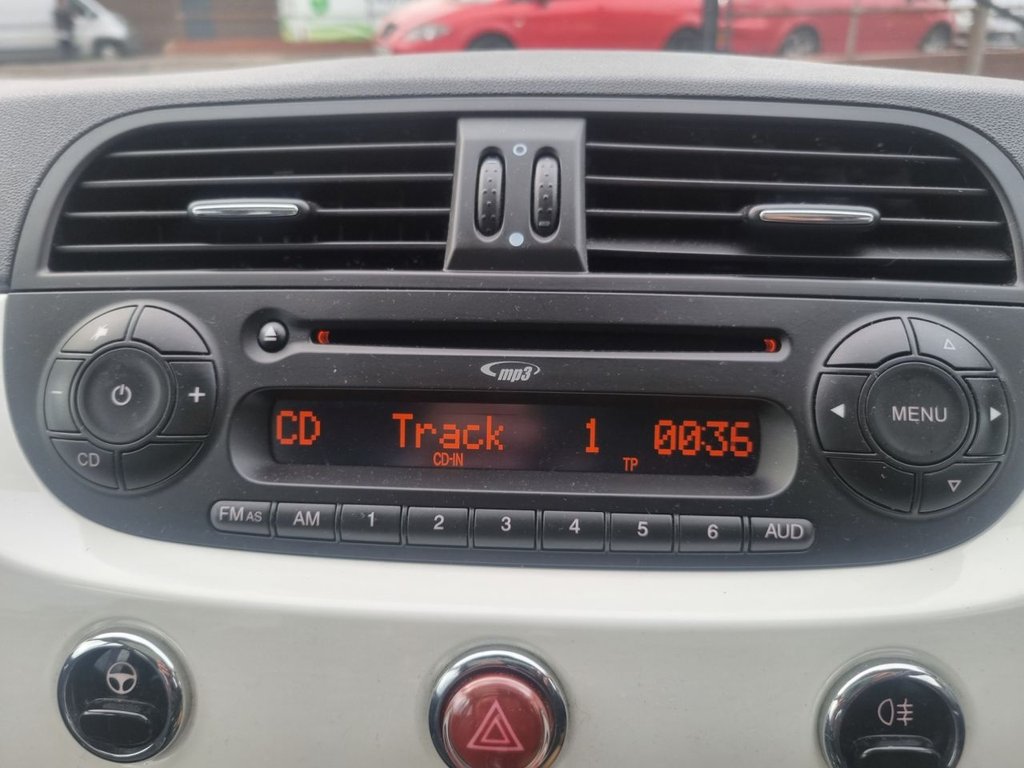 mp3
CD Track 1 0036
CD-IN TP
− +
CD
MENU
FM AS AM 1 2 3 4 5 6 AUD